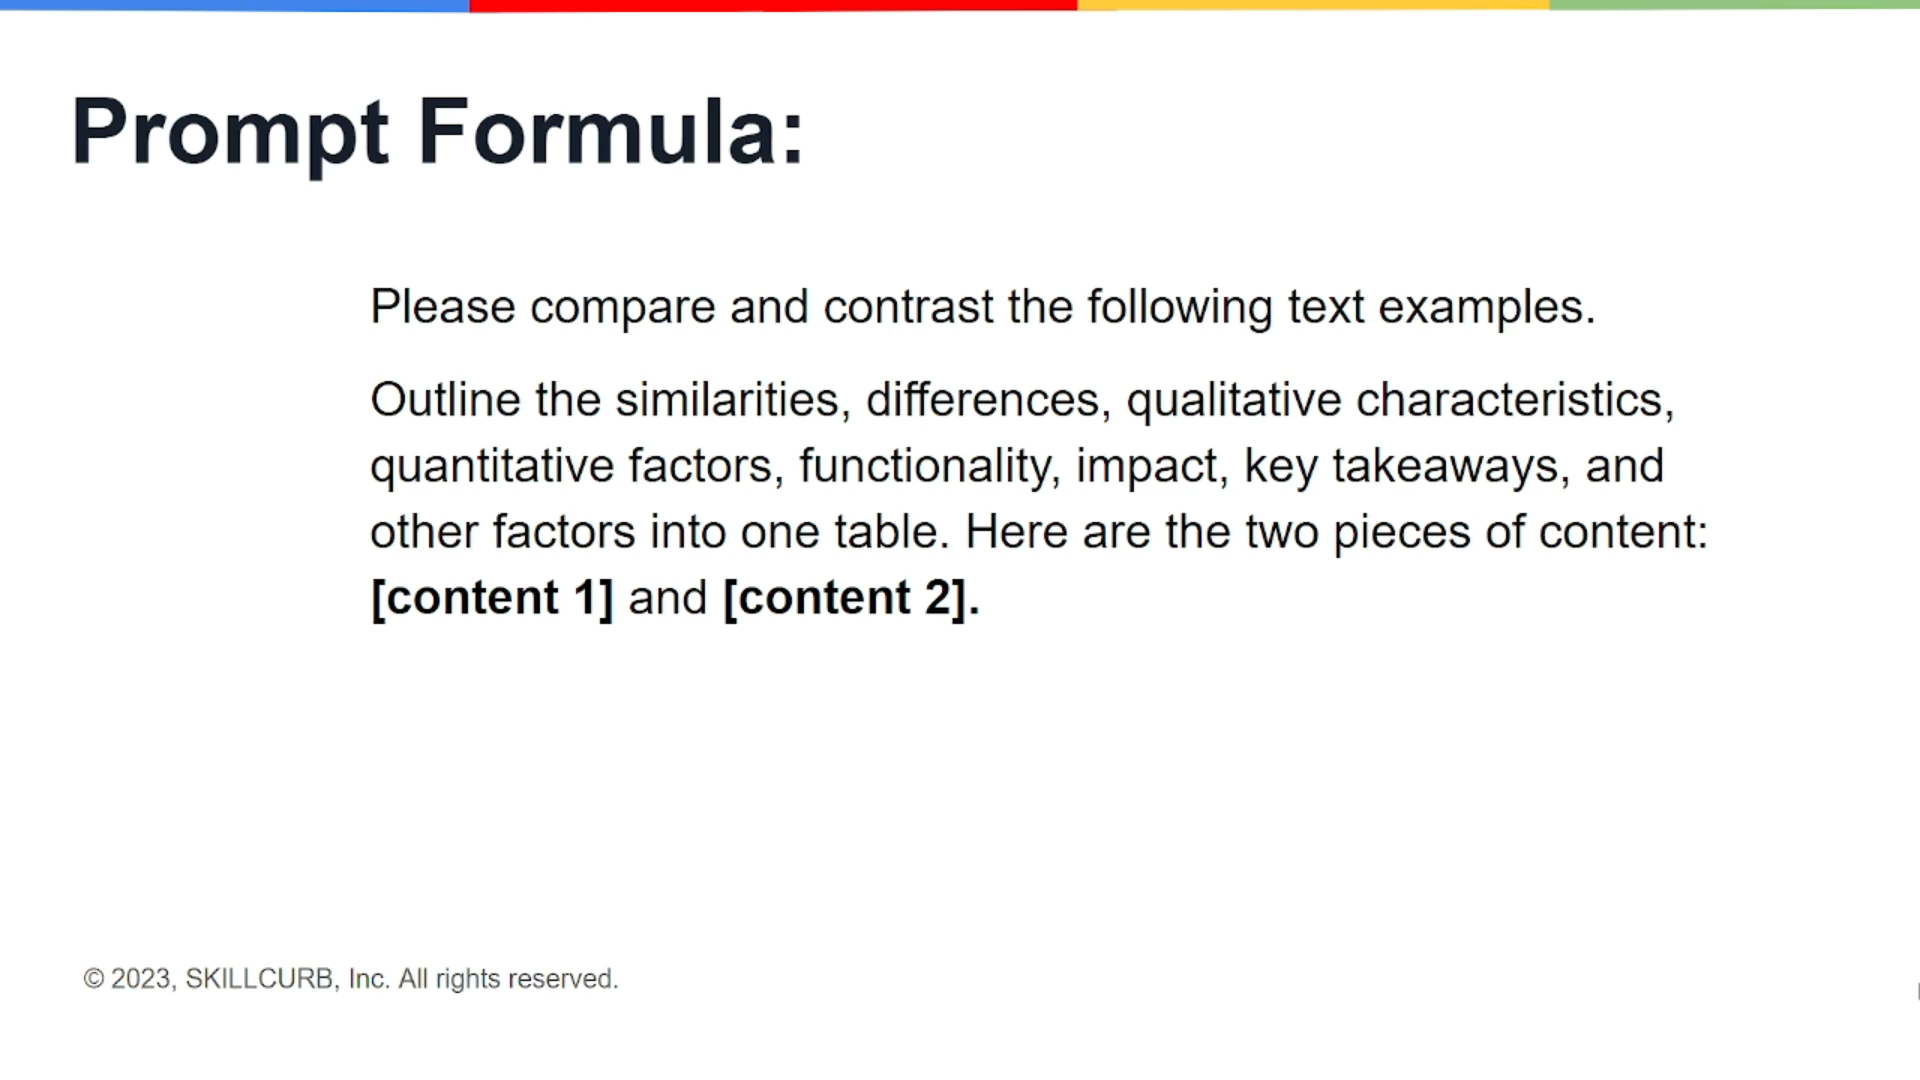 Prompt Formula:
Please compare and contrast the following text examples.
Outline the similarities, differences, qualitative characteristics,
quantitative factors, functionality, impact, key takeaways, and
other factors into one table. Here are the two pieces of content:
[content 1] and [content 2].
© 2023, SKILLCURB, Inc. All rights reserved.